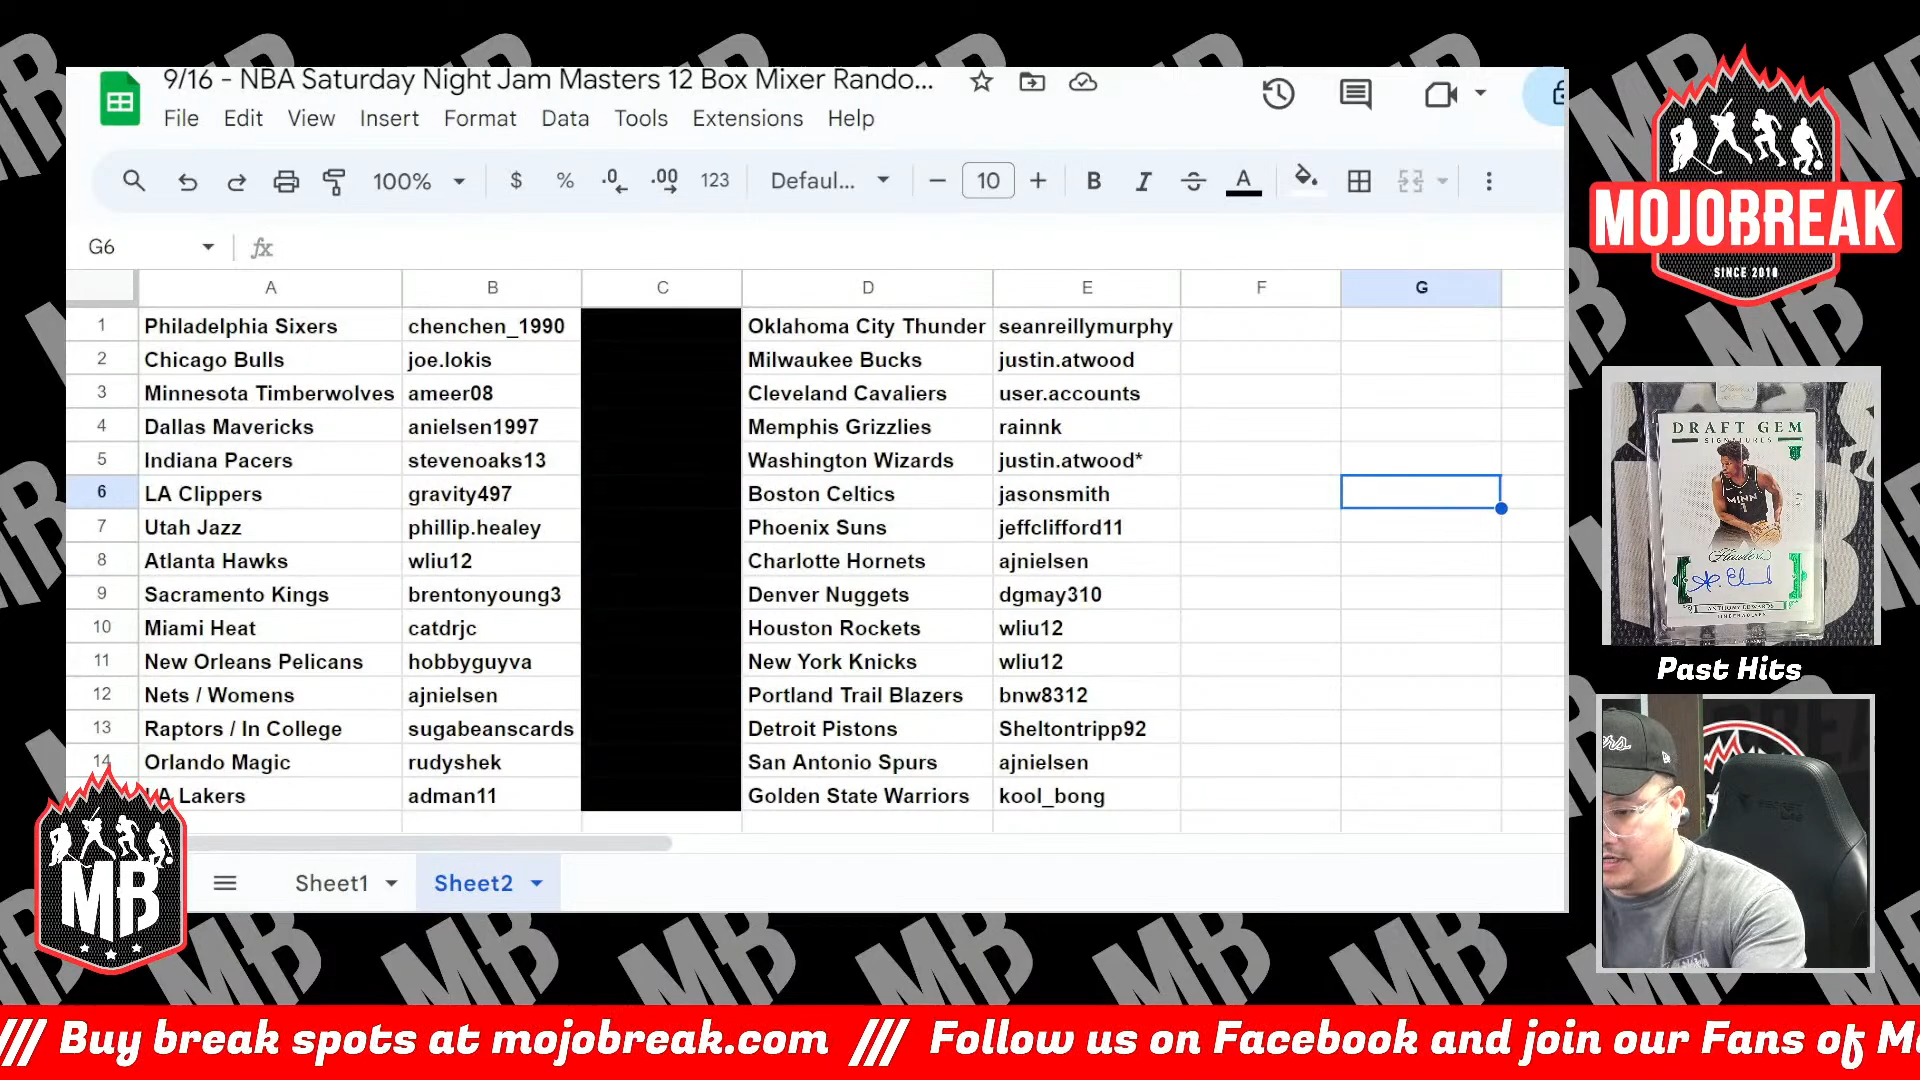 9/16 - NBA Saturday Night Jam Masters 12 Box Mixer Rando...
File Edit View Insert Format Data Tools Extensions Help
100% $ % .0 .00 123 Defaul... − 10 + B I A
G6 fx
A B C D E F G
1 Philadelphia Sixers chenchen_1990 Oklahoma City Thunder seanreillymurphy
2 Chicago Bulls joe.lokis Milwaukee Bucks justin.atwood
3 Minnesota Timberwolves ameer08 Cleveland Cavaliers user.accounts
4 Dallas Mavericks anielsen1997 Memphis Grizzlies rainnk
5 Indiana Pacers stevenoaks13 Washington Wizards justin.atwood*
6 LA Clippers gravity497 Boston Celtics jasonsmith
7 Utah Jazz phillip.healey Phoenix Suns jeffclifford11
8 Atlanta Hawks wliu12 Charlotte Hornets ajnielsen
9 Sacramento Kings brentonyoung3 Denver Nuggets dgmay310
10 Miami Heat catdrjc Houston Rockets wliu12
11 New Orleans Pelicans hobbyguyva New York Knicks wliu12
12 Nets / Womens ajnielsen Portland Trail Blazers bnw8312
13 Raptors / In College sugabeanscards Detroit Pistons Sheltontripp92
14 Orlando Magic rudyshek San Antonio Spurs ajnielsen
LA Lakers adman11 Golden State Warriors kool_bong
Sheet1 Sheet2
MB
MOJOBREAK
SINCE 2010
DRAFT GEM
SIGNATURES
MINN
1
Flawless
ANTHONY EDWARDS
Past Hits
/// Buy break spots at mojobreak.com /// Follow us on Facebook and join our Fans of M